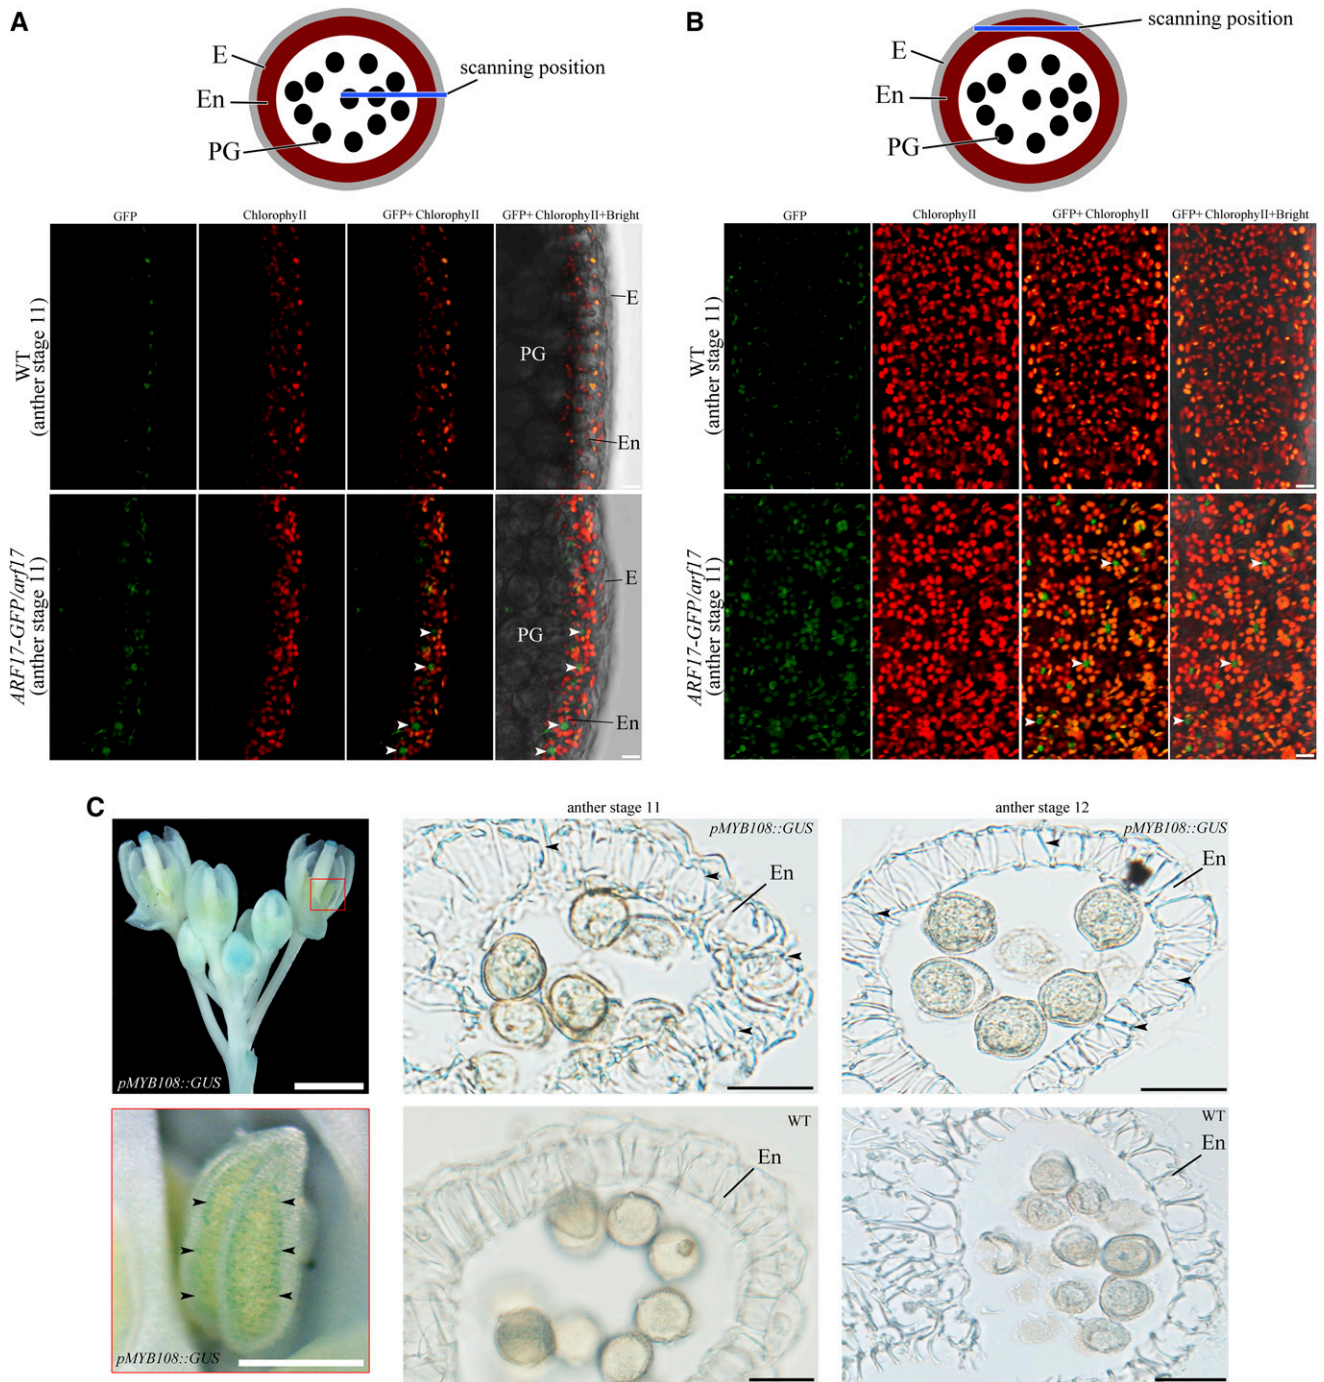 A
E
En
PG
scanning position
GFP
ChlorophyII
GFP+ChlorophyII
GFP+ChlorophyII+Bright
WT
(anther stage 11)
E
PG
En
ARF17-GFP/arf17
(anther stage 11)
E
PG
En
B
scanning position
E
En
PG
GFP
ChlorophyII
GFP+ChlorophyII
GFP+ChlorophyII+Bright
WT
(anther stage 11)
ARF17-GFP/arf17
(anther stage 11)
C
anther stage 11
anther stage 12
pMYB108::GUS
pMYB108::GUS
En
pMYB108::GUS
En
pMYB108::GUS
WT
En
WT
En